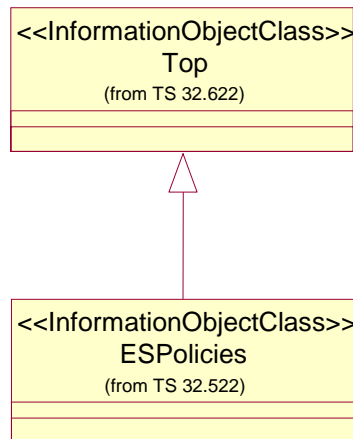 <<InformationObjectClass>>
Top
(from TS 32.622)
<<InformationObjectClass>>
ESPolicies
(from TS 32.522)